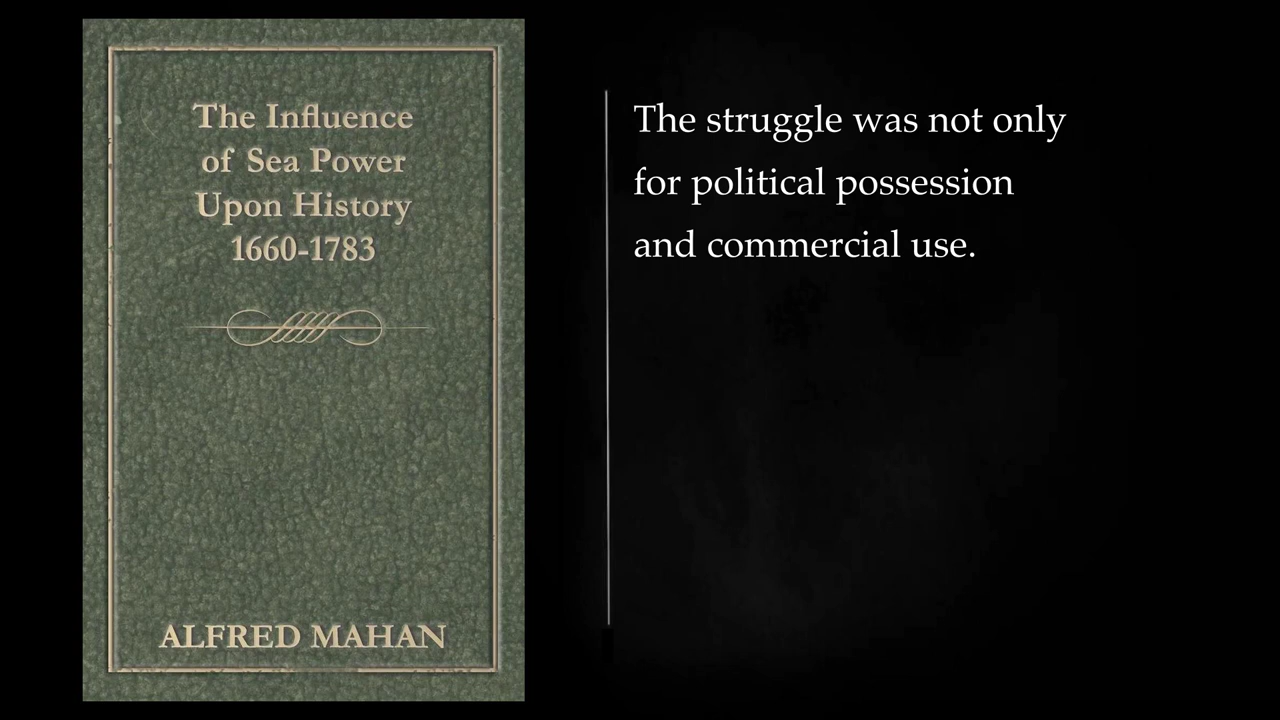 The Influence
of Sea Power
Upon History
1660-1783
ALFRED MAHAN
The struggle was not only
for political possession
and commercial use.